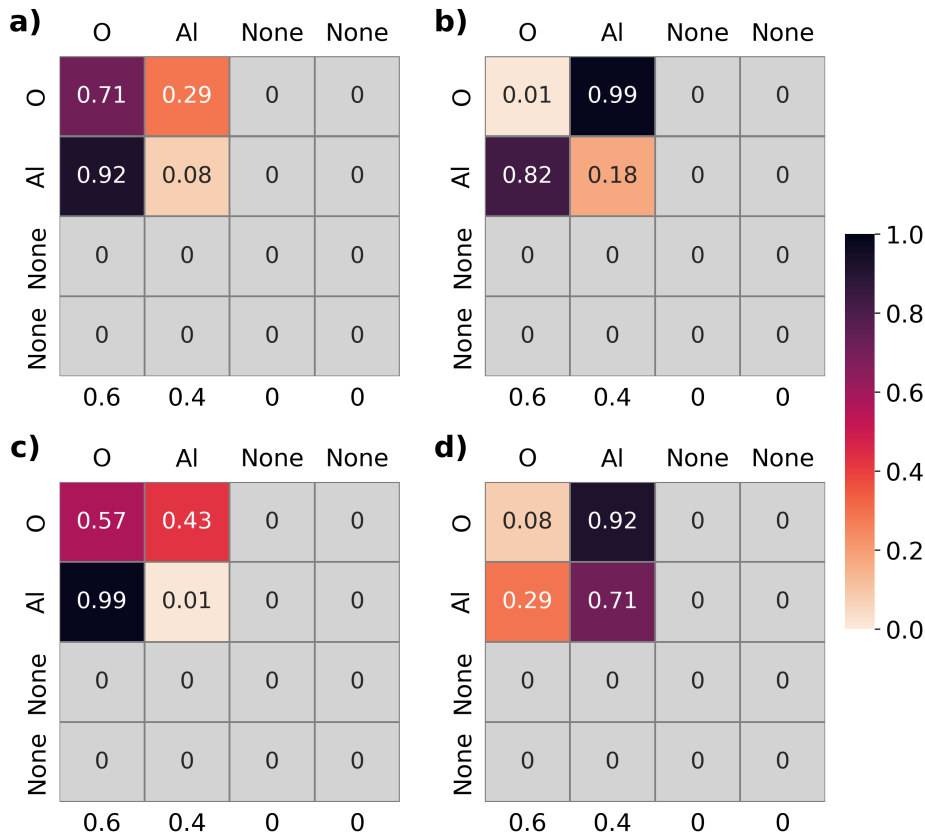 a)
O Al None None
O 0.71 0.29 0 0
Al 0.92 0.08 0 0
None 0 0 0 0
None 0 0 0 0
0.6 0.4 0 0
b)
O Al None None
O 0.01 0.99 0 0
Al 0.82 0.18 0 0
None 0 0 0 0
None 0 0 0 0
0.6 0.4 0 0
c)
O Al None None
O 0.57 0.43 0 0
Al 0.99 0.01 0 0
None 0 0 0 0
None 0 0 0 0
0.6 0.4 0 0
d)
O Al None None
O 0.08 0.92 0 0
Al 0.29 0.71 0 0
None 0 0 0 0
None 0 0 0 0
0.6 0.4 0 0
1.0
0.8
0.6
0.4
0.2
0.0